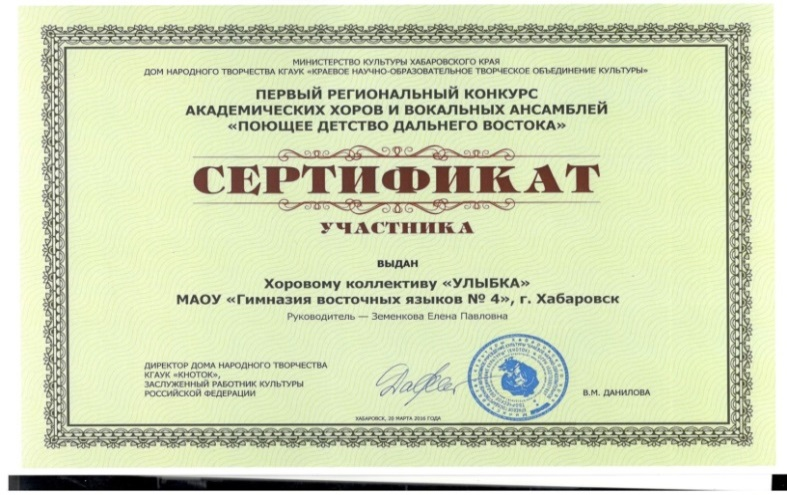 МИНИСТЕРСТВО КУЛЬТУРЫ ХАБАРОВСКОГО КРАЯ
ДОМ НАРОДНОГО ТВОРЧЕСТВА КГАУК «КРАЕВОЕ НАУЧНО-ОБРАЗОВАТЕЛЬНОЕ ТВОРЧЕСКОЕ ОБЪЕДИНЕНИЕ КУЛЬТУРЫ»
ПЕРВЫЙ РЕГИОНАЛЬНЫЙ КОНКУРС
АКАДЕМИЧЕСКИХ ХОРОВ И ВОКАЛЬНЫХ АНСАМБЛЕЙ
«ПОЮЩЕЕ ДЕТСТВО ДАЛЬНЕГО ВОСТОКА»
СЕРТИФИКАТ
УЧАСТНИКА
ВЫДАН
Хоровому коллективу «УЛЫБКА»
МАОУ «Гимназия восточных языков № 4», г. Хабаровск
Руководитель — Земенкова Елена Павловна
ДИРЕКТОР ДОМА НАРОДНОГО ТВОРЧЕСТВА
КГАУК «КНОТОК»,
ЗАСЛУЖЕННЫЙ РАБОТНИК КУЛЬТУРЫ
РОССИЙСКОЙ ФЕДЕРАЦИИ
В.М. ДАНИЛОВА
ХАБАРОВСК, 20 МАРТА 2016 ГОДА